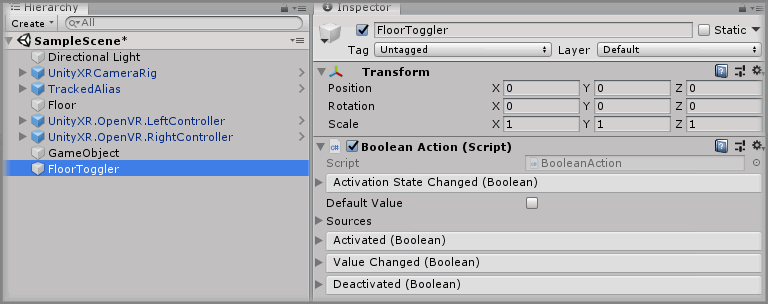 Hierarchy
Create
All
SampleScene*
Directional Light
UnityXRCameraRig
TrackedAlias
Floor
UnityXR.OpenVR.LeftController
UnityXR.OpenVR.RightController
GameObject
FloorToggler
Inspector
FloorToggler
Static
Tag Untagged Layer Default
Transform
Position X 0 Y 0 Z 0
Rotation X 0 Y 0 Z 0
Scale X 1 Y 1 Z 1
C#
Boolean Action (Script)
Script BooleanAction
Activation State Changed (Boolean)
Default Value
Sources
Activated (Boolean)
Value Changed (Boolean)
Deactivated (Boolean)